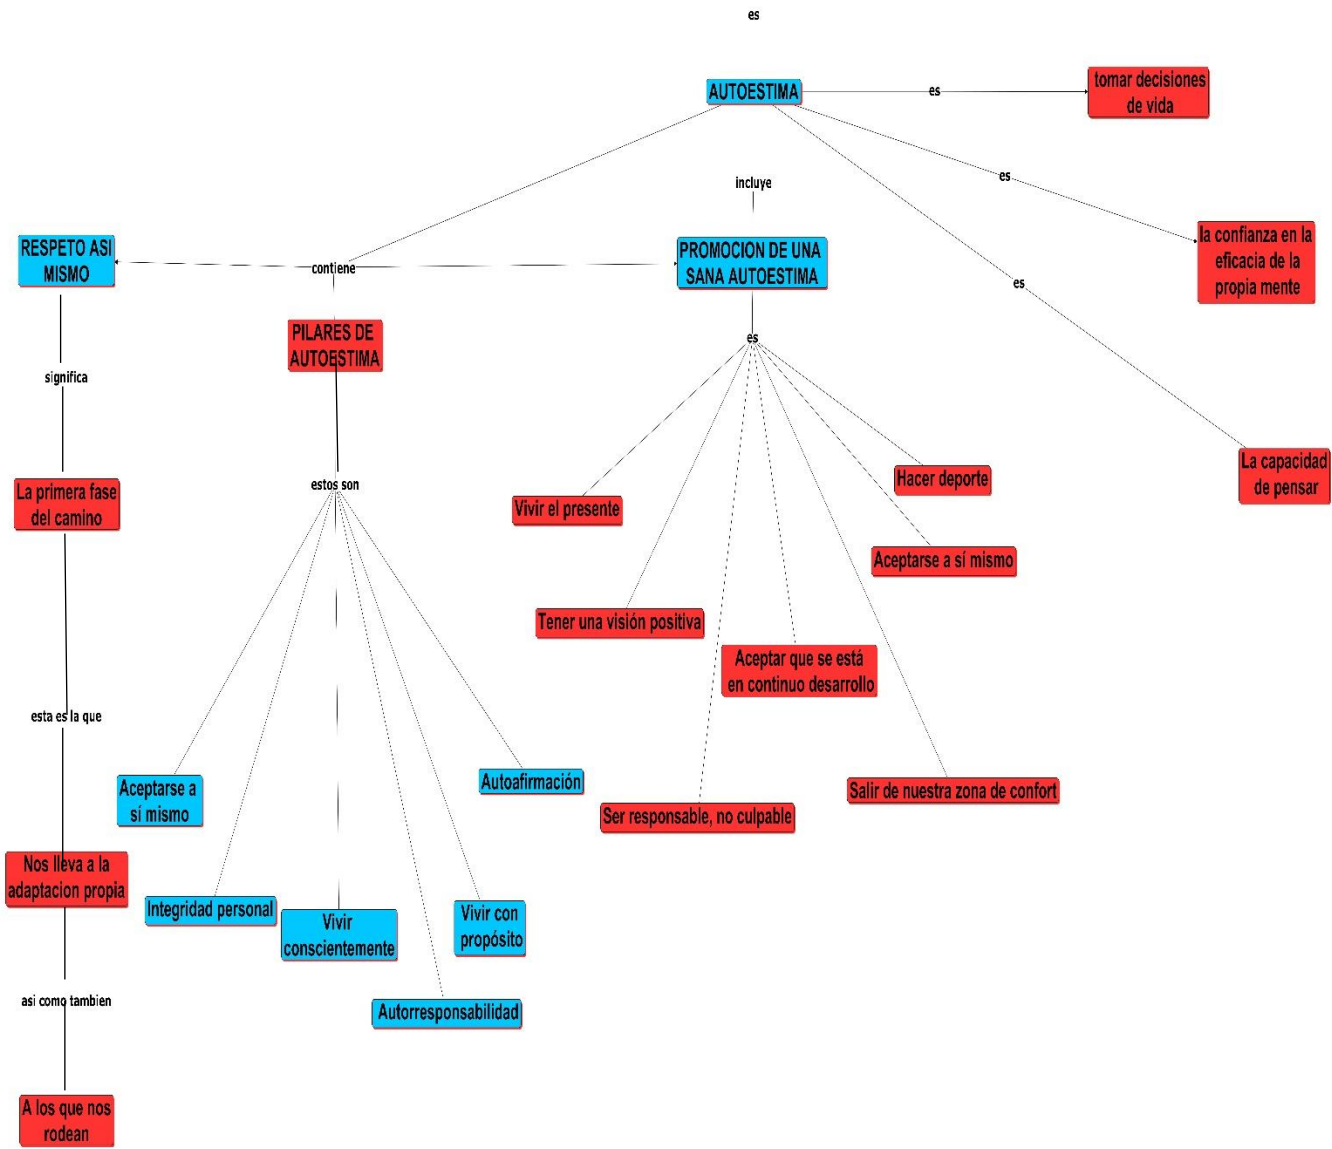 es
AUTOESTIMA
es
tomar decisiones
de vida
es
incluye
RESPETO ASI
MISMO
contiene
PROMOCION DE UNA
SANA AUTOESTIMA
la confianza en la
eficacia de la
propia mente
es
PILARES DE
AUTOESTIMA
es
significa
La primera fase
del camino
estos son
Vivir el presente
Hacer deporte
La capacidad
de pensar
Aceptarse a sí mismo
Tener una visión positiva
Aceptar que se está
en continuo desarrollo
esta es la que
Aceptarse a
sí mismo
Autoafirmación
Ser responsable, no culpable
Salir de nuestra zona de confort
Nos lleva a la
adaptacion propia
Integridad personal
Vivir
conscientemente
Vivir con
propósito
Autorresponsabilidad
asi como tambien
A los que nos
rodean